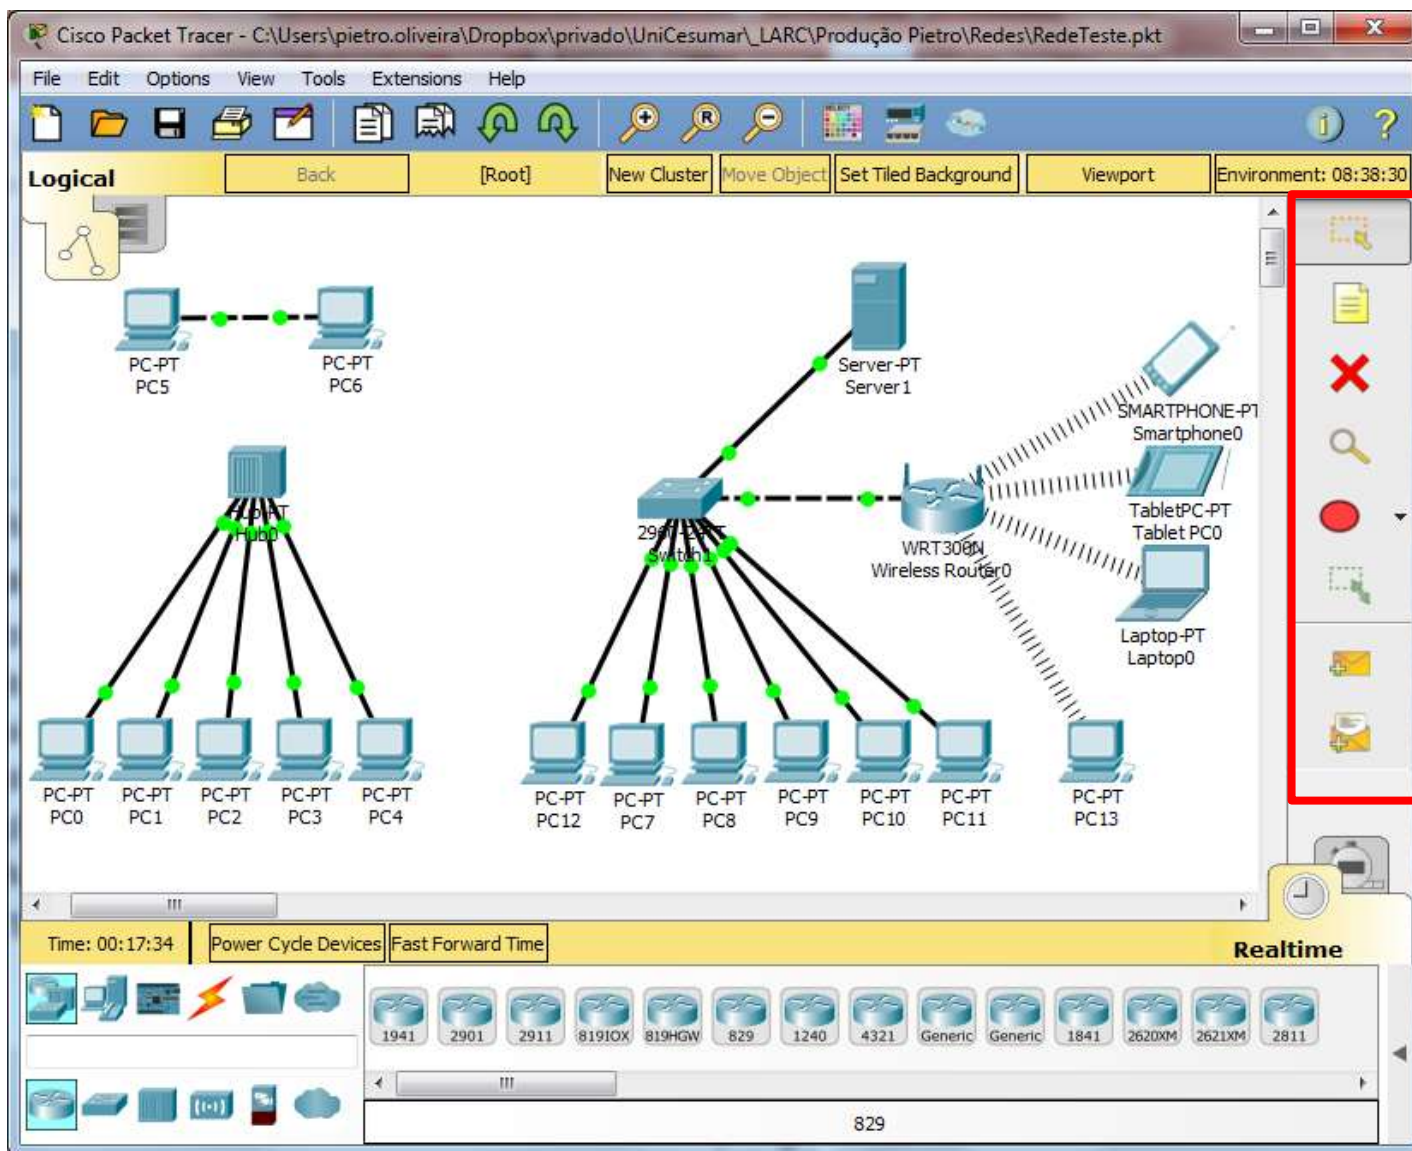 Cisco Packet Tracer - C:\Users\pietro.oliveira\Dropbox\privado\UniCesumar\_LARC\Produção Pietro\Redes\RedeTeste.pkt
File Edit Options View Tools Extensions Help
Logical Back [Root] New Cluster Move Object Set Tiled Background Viewport Environment: 08:38:30
PC-PT
PC5
PC-PT
PC6
Server-PT
Server1
SMARTPHONE-PT
Smartphone0
TabletPC-PT
Tablet PC0
Hub-PT
Hub0
Switch1
WRT300N
Wireless Router0
Laptop-PT
Laptop0
PC-PT
PC0
PC-PT
PC1
PC-PT
PC2
PC-PT
PC3
PC-PT
PC4
PC-PT
PC12
PC-PT
PC7
PC-PT
PC8
PC-PT
PC9
PC-PT
PC10
PC-PT
PC11
PC-PT
PC13
Time: 00:17:34 Power Cycle Devices Fast Forward Time
Realtime
1941 2901 2911 819IOX 819HGW 829 1240 4321 Generic Generic 1841 2620XM 2621XM 2811
829